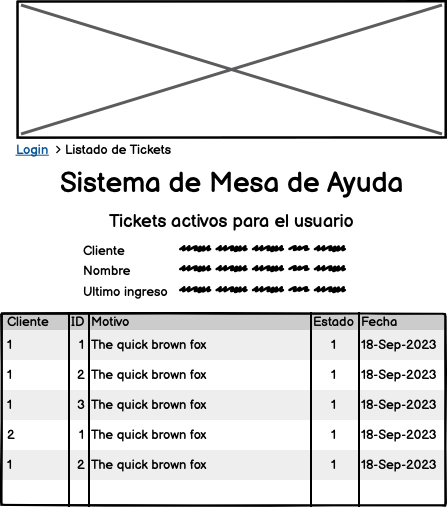 Login > Listado de Tickets
Sistema de Mesa de Ayuda
Tickets activos para el usuario
Cliente
Nombre
Ultimo ingreso
Cliente ID Motivo Estado Fecha
1 1 The quick brown fox 1 18-Sep-2023
1 2 The quick brown fox 1 18-Sep-2023
1 3 The quick brown fox 1 18-Sep-2023
2 1 The quick brown fox 1 18-Sep-2023
1 2 The quick brown fox 1 18-Sep-2023